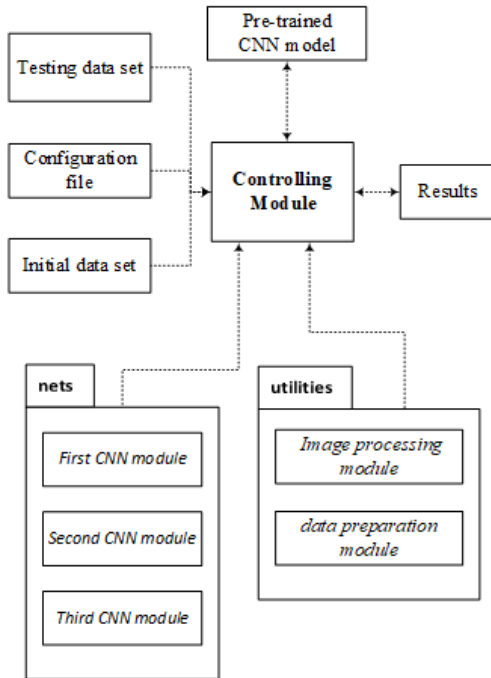 Pre-trained
CNN model
Testing data set
Configuration
file
Controlling
Module
Results
Initial data set
nets
First CNN module
Second CNN module
Third CNN module
utilities
Image processing
module
data preparation
module